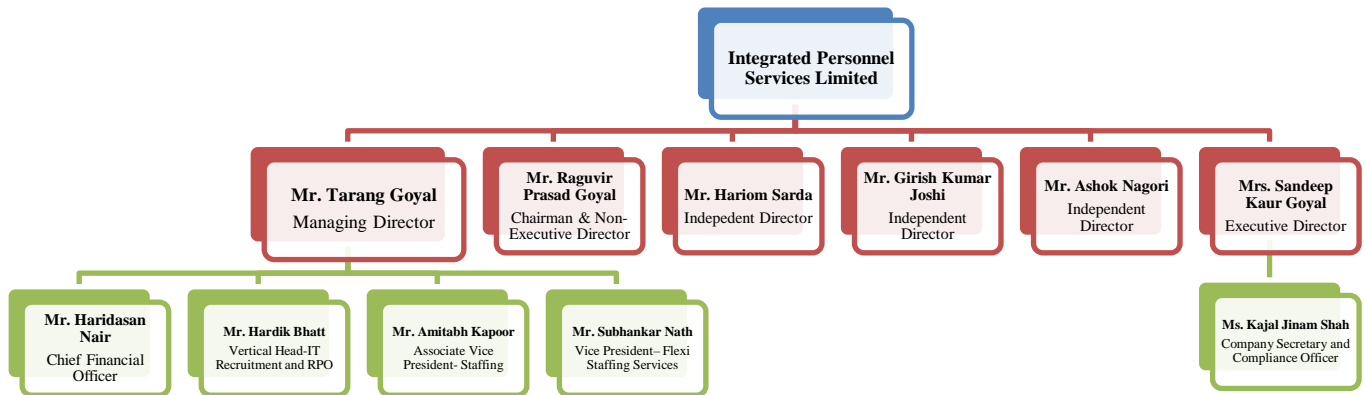 Integrated Personnel
Services Limited
Mr. Tarang Goyal
Managing Director
Mr. Raguvir
Prasad Goyal
Chairman & Non-
Executive Director
Mr. Hariom Sarda
Indepedent Director
Mr. Girish Kumar
Joshi
Independent
Director
Mr. Ashok Nagori
Independent
Director
Mrs. Sandeep
Kaur Goyal
Executive Director
Mr. Haridasan
Nair
Chief Financial
Officer
Mr. Hardik Bhatt
Vertical Head-IT
Recruitment and RPO
Mr. Amitabh Kapoor
Associate Vice
President- Staffing
Mr. Subhankar Nath
Vice President– Flexi
Staffing Services
Ms. Kajal Jinam Shah
Company Secretary and
Compliance Officer